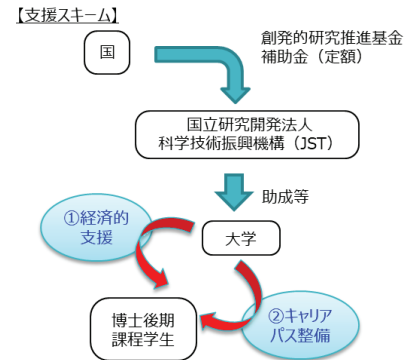 【支援スキーム】
国
創発的研究推進基金
補助金（定額）
国立研究開発法人
科学技術振興機構（JST）
助成等
①経済的
支援
大学
博士後期
課程学生
②キャリア
パス整備